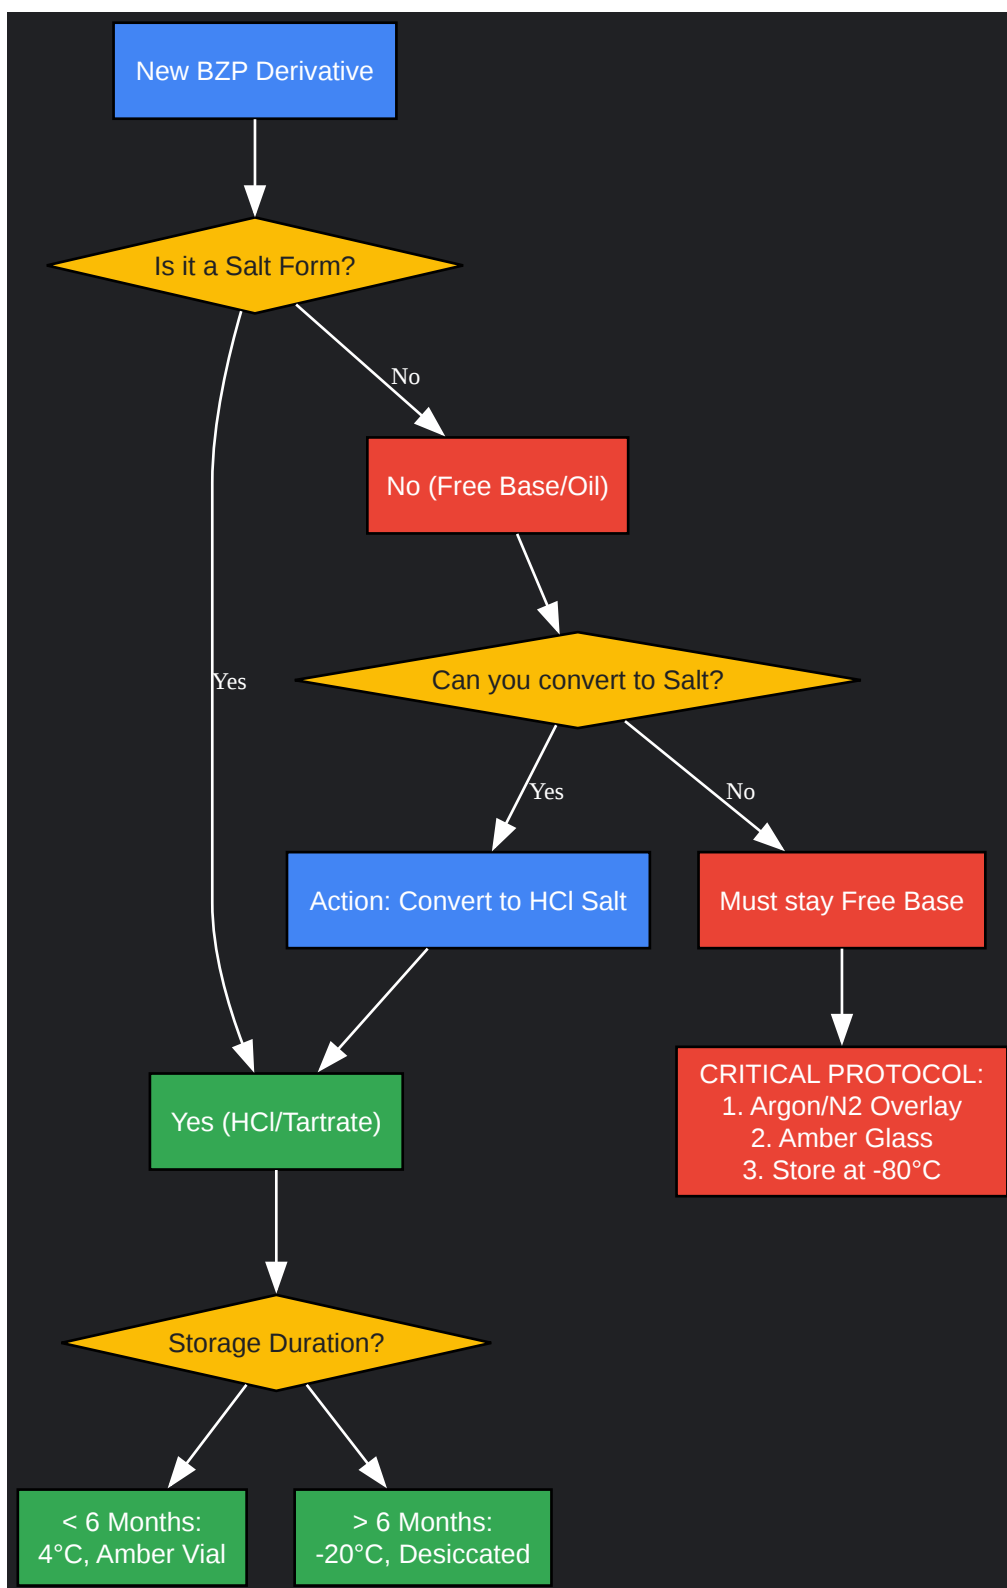 New BZP Derivative
Is it a Salt Form?
No
No (Free Base/Oil)
Yes
Can you convert to Salt?
Yes
No
Action: Convert to HCl Salt
Must stay Free Base
CRITICAL PROTOCOL:
1. Argon/N2 Overlay
2. Amber Glass
3. Store at -80°C
Yes (HCl/Tartrate)
Storage Duration?
< 6 Months:
4°C, Amber Vial
> 6 Months:
-20°C, Desiccated